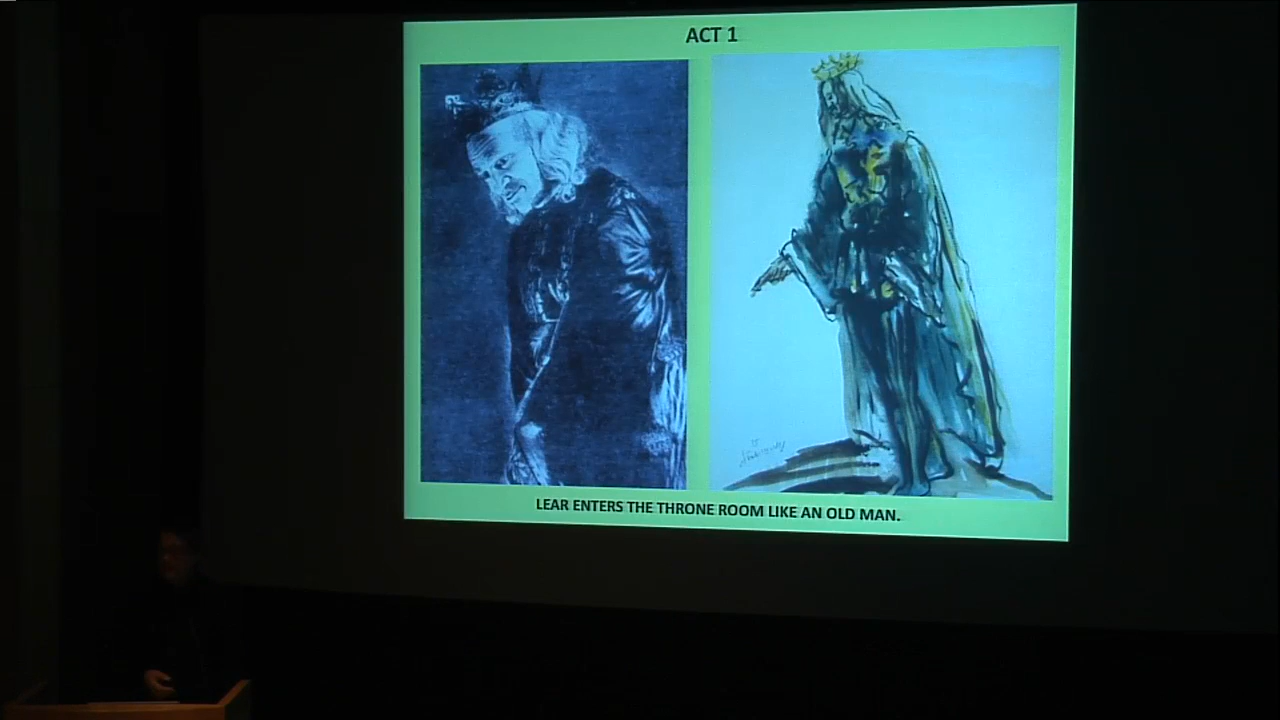 ACT 1
LEAR ENTERS THE THRONE ROOM LIKE AN OLD MAN.